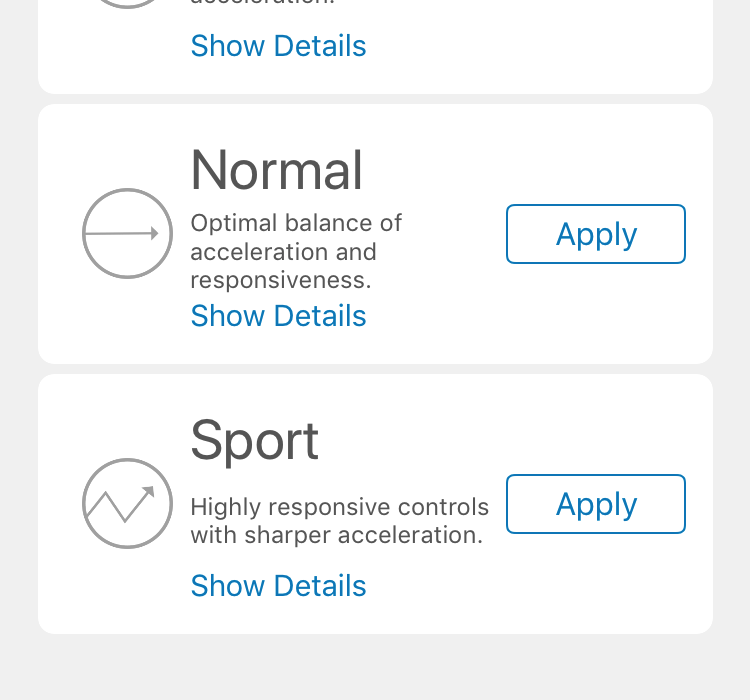 Show Details
Normal
Optimal balance of
acceleration and
responsiveness.
Apply
Show Details
Sport
Highly responsive controls
with sharper acceleration.
Apply
Show Details